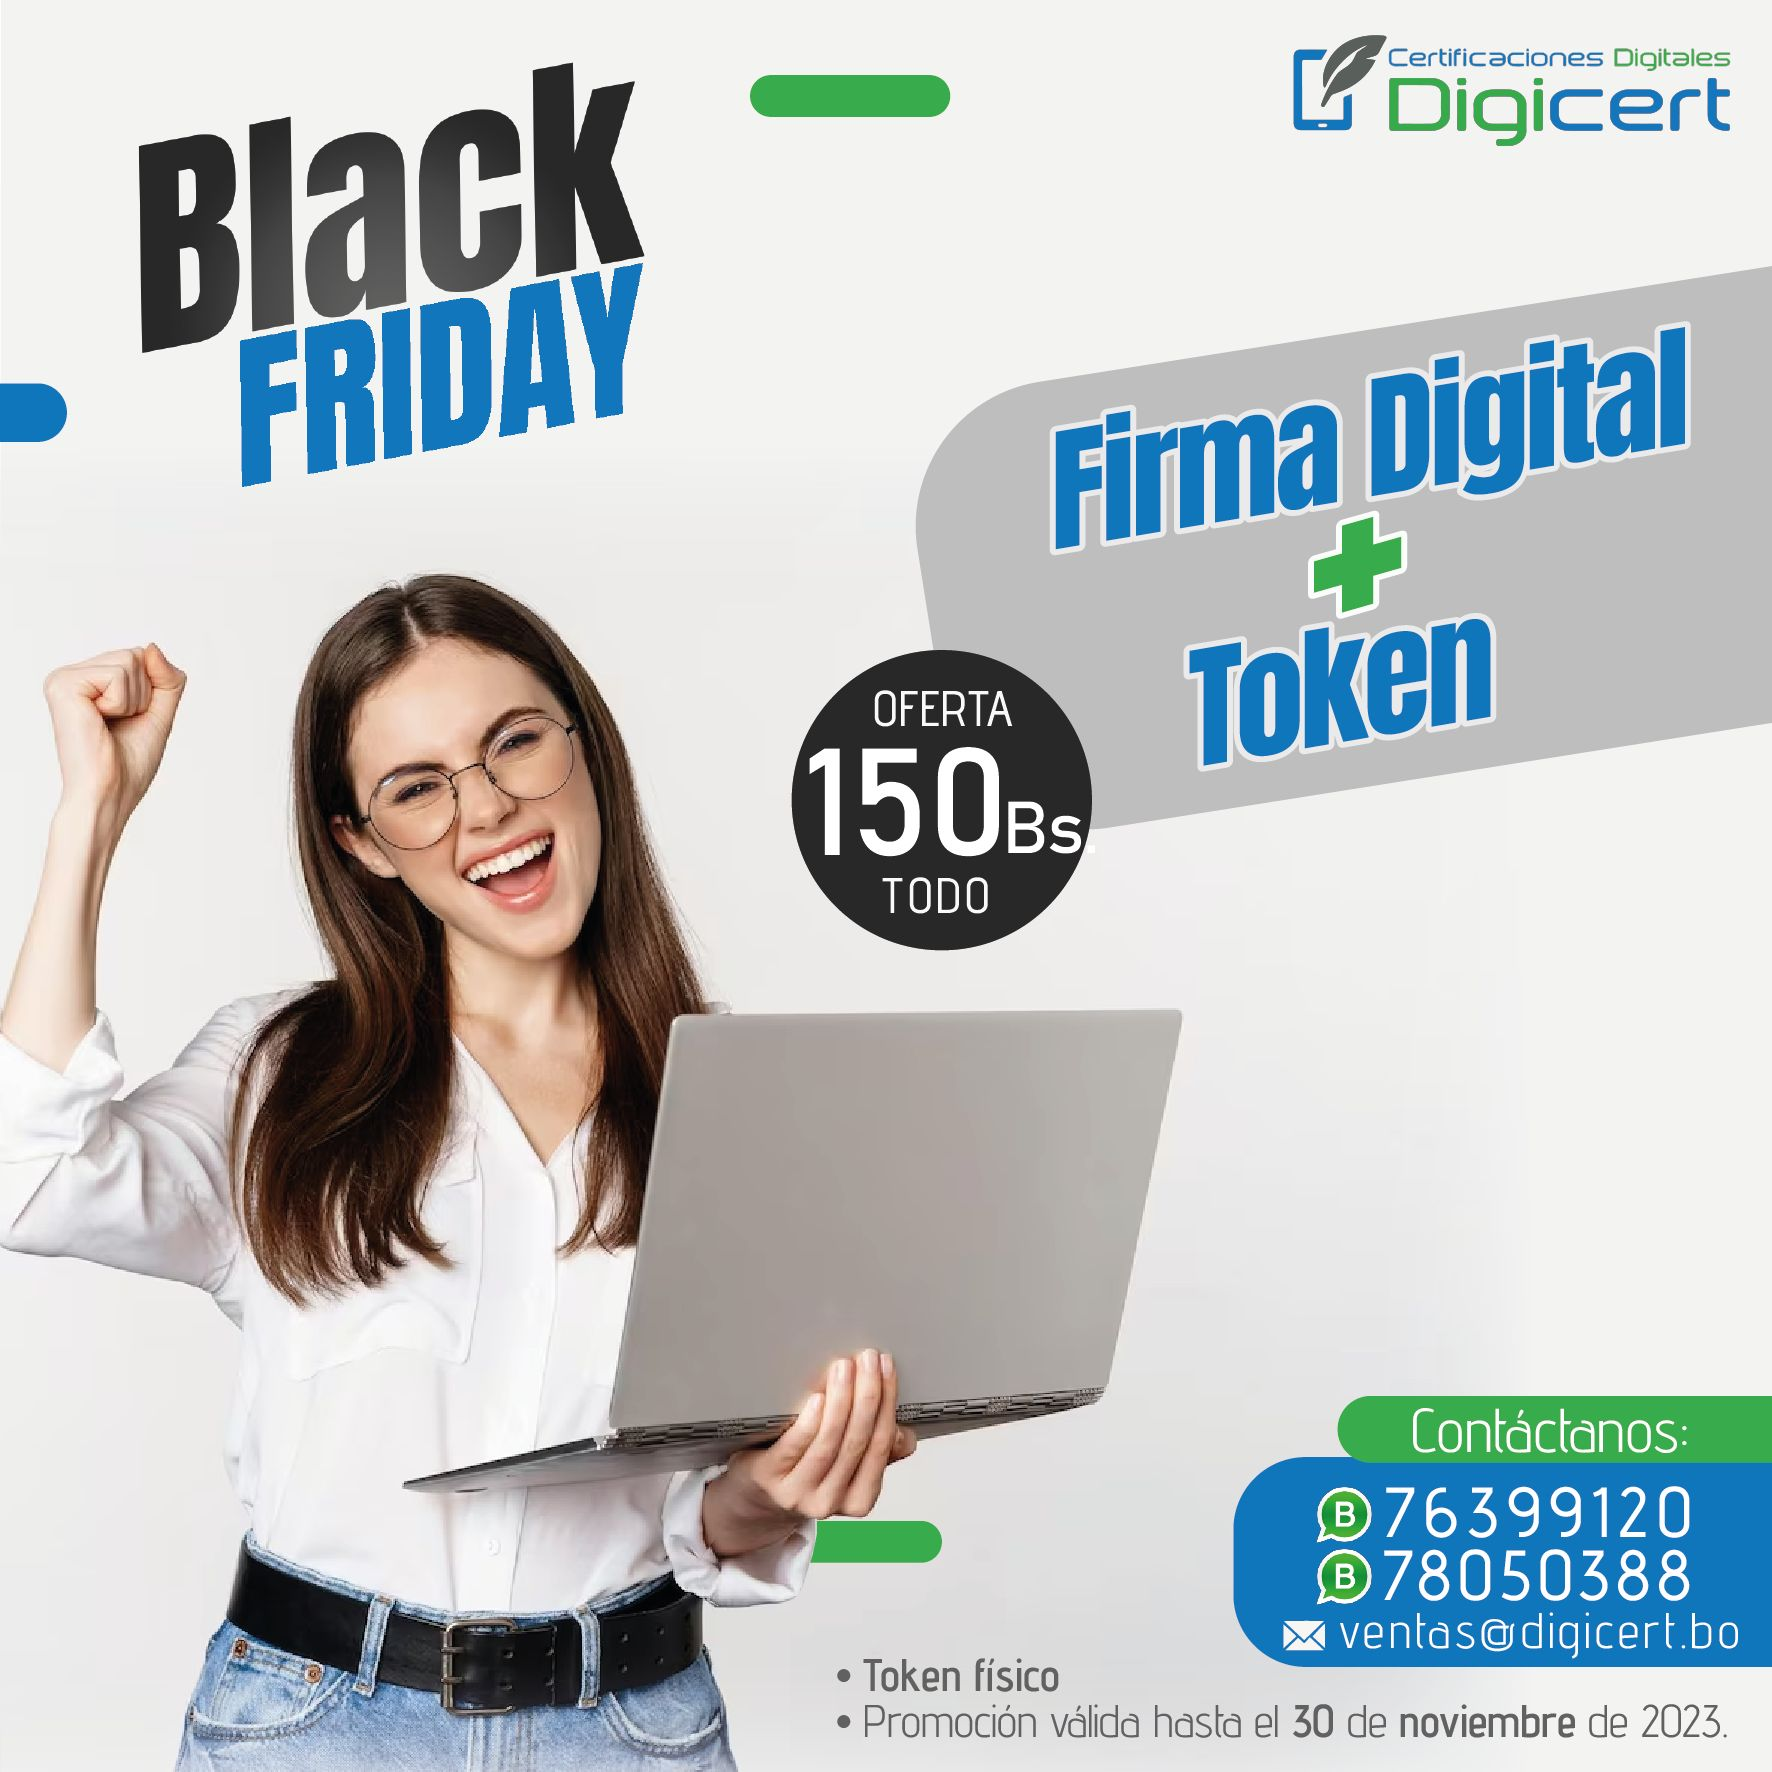 Black
FRIDAY
Certificaciones Digitales
Digicert
Firma Digital
+
Token
OFERTA
150Bs.
TODO
Contáctanos:
B 76399120
B 78050388
ventas@digicert.bo
• Token físico
• Promoción válida hasta el 30 de noviembre de 2023.